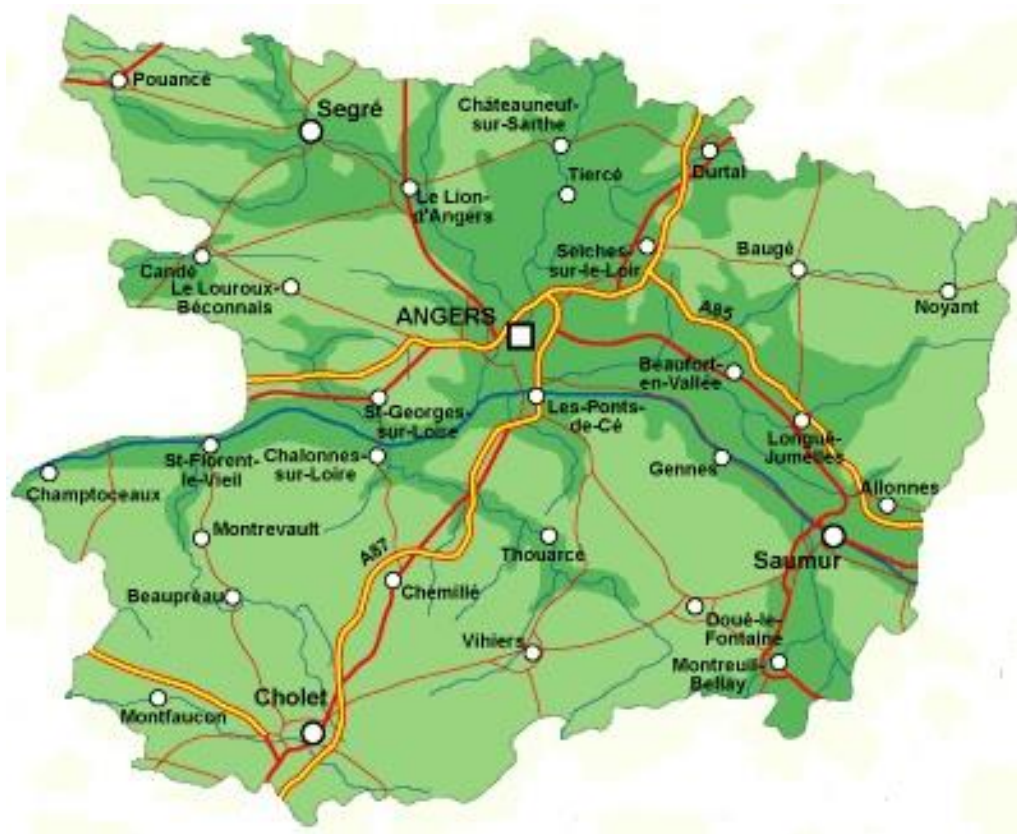 Pouancé
Segré
Châteauneuf-
sur-Sarthe
Tiercé
Durtal
Le Lion-
d'Angers
Seiches-
sur-le-Loir
Baugé
Candé
Le Louroux-
Béconnais
Noyant
A85
ANGERS
Beaufort-
en-Vallée
St-Georges-
sur-Loire
Les-Ponts-
de-Cé
Longué-
Jumelles
St-Florent-
le-Vieil
Chalonnes-
sur-Loire
Gennes
Champtoceaux
Allonnes
Montrevault
A87
Thouarce
Saumur
Beaupréau
Chemillé
Doué-le-
Fontaine
Vihiers
Montreuil-
Bellay
Cholet
Montfaucon